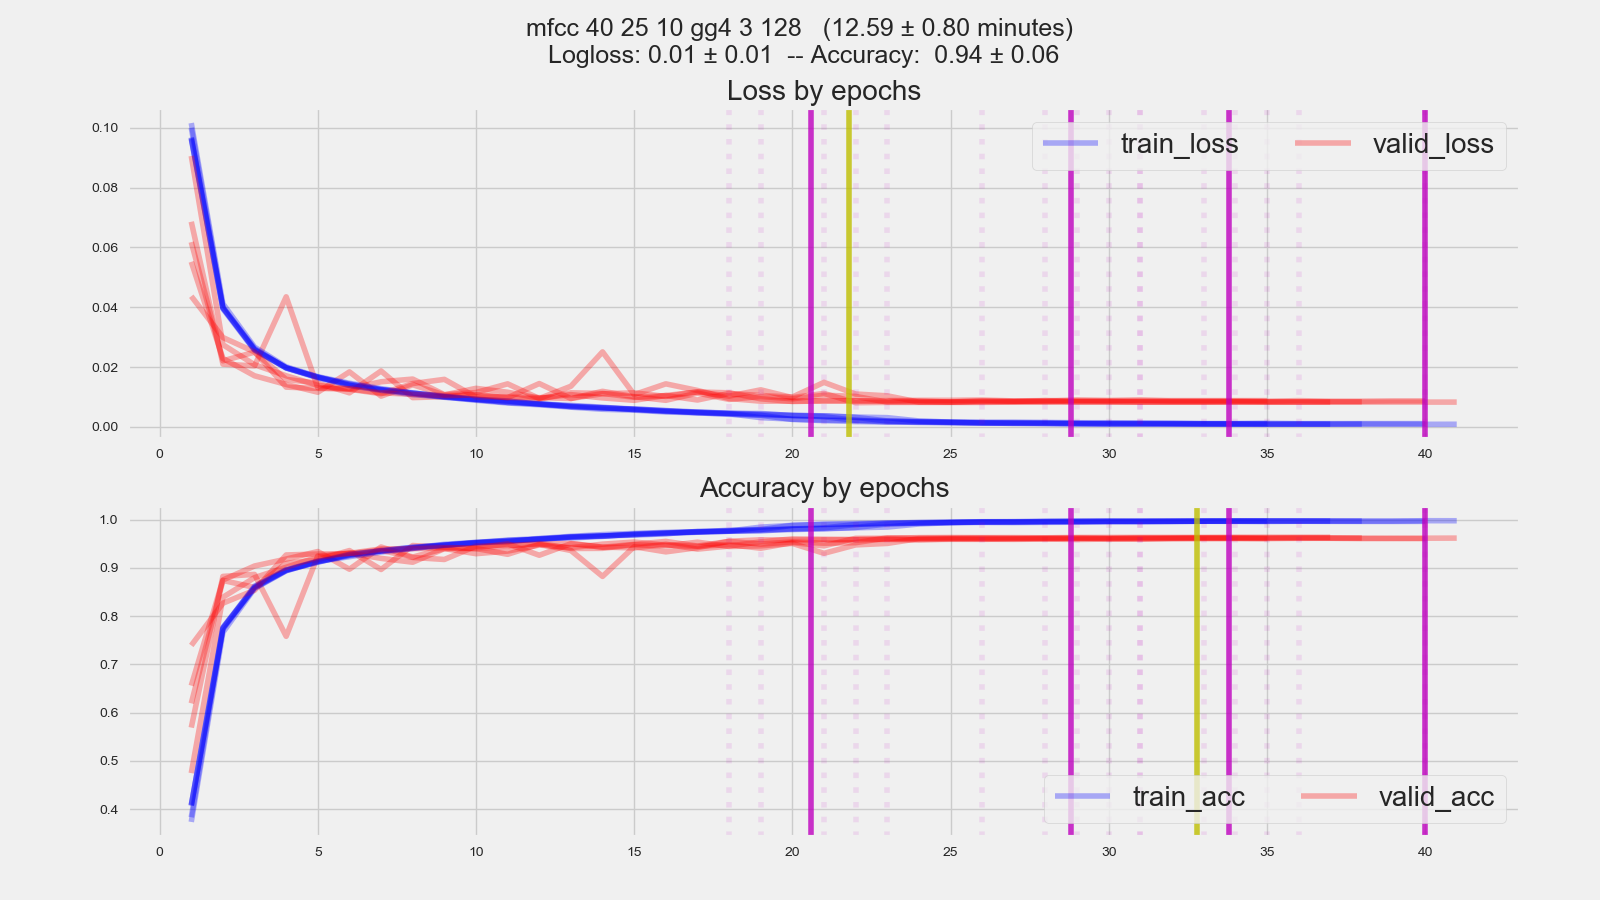 mfcc 40 25 10 gg4 3 128 (12.59 ± 0.80 minutes)
Logloss: 0.01 ± 0.01 -- Accuracy: 0.94 ± 0.06
Loss by epochs
train_loss valid_loss
0.10
0.08
0.06
0.04
0.02
0.00
0 5 10 15 20 25 30 35 40
Accuracy by epochs
1.0
0.9
0.8
0.7
0.6
0.5
0.4
train_acc valid_acc
0 5 10 15 20 25 30 35 40